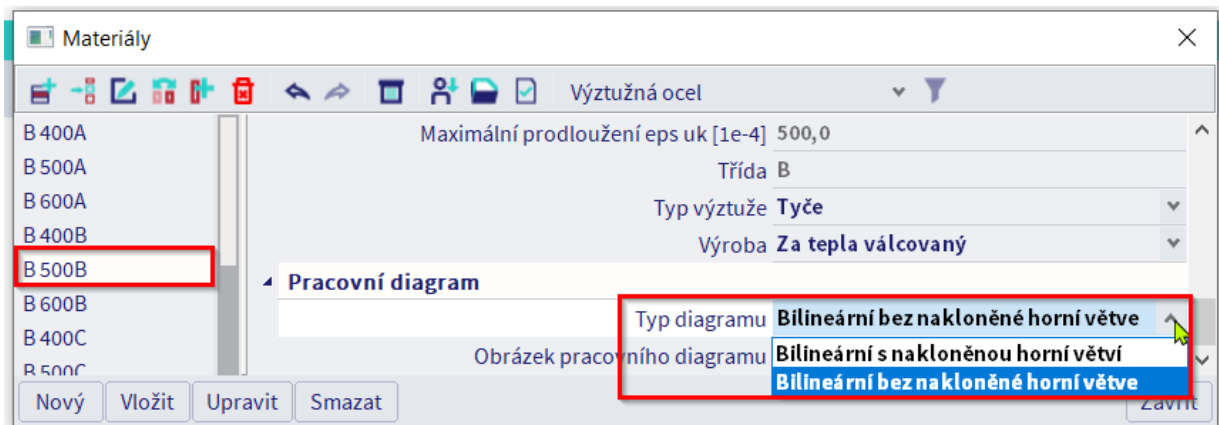 Materiály
Výztužná ocel
B 400A
B 500A
B 600A
B 400B
B 500B
B 600B
B 400C
B 500C
Maximální prodloužení eps uk [1e-4] 500,0
Třída B
Typ výztuže Tyče
Výroba Za tepla válcovaný
Pracovní diagram
Typ diagramu Bilineární bez nakloněné horní větve
Obrázek pracovního diagramu
Bilineární s nakloněnou horní větví
Bilineární bez nakloněné horní větve
Nový Vložit Upravit Smazat Zavřít